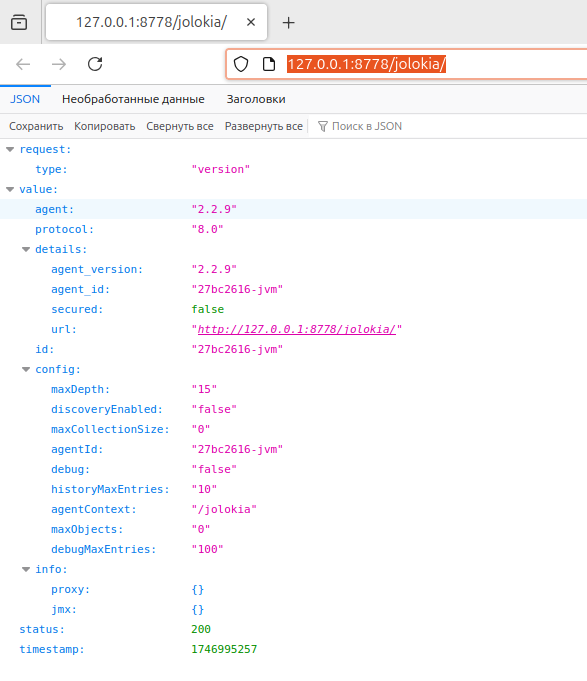 127.0.0.1:8778/jolokia/
127.0.0.1:8778/jolokia/
JSON Необработанные данные Заголовки
Сохранить Копировать Свернуть все Развернуть все Поиск в JSON
request:
type: "version"
value:
agent: "2.2.9"
protocol: "8.0"
details:
agent_version: "2.2.9"
agent_id: "27bc2616-jvm"
secured: false
url: "http://127.0.0.1:8778/jolokia/"
id: "27bc2616-jvm"
config:
maxDepth: "15"
discoveryEnabled: "false"
maxCollectionSize: "0"
agentId: "27bc2616-jvm"
debug: "false"
historyMaxEntries: "10"
agentContext: "/jolokia"
maxObjects: "0"
debugMaxEntries: "100"
info:
proxy: {}
jmx: {}
status: 200
timestamp: 1746995257